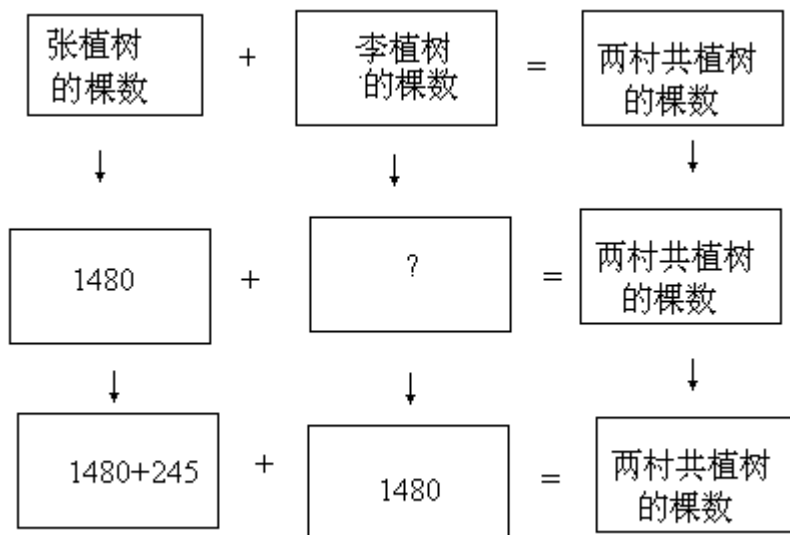 张植树
的棵数
+
李植树
的棵数
=
两村共植树
的棵数
↓
↓
↓
1480
+
?
=
两村共植树
的棵数
↓
↓
↓
1480+245
+
1480
=
两村共植树
的棵数